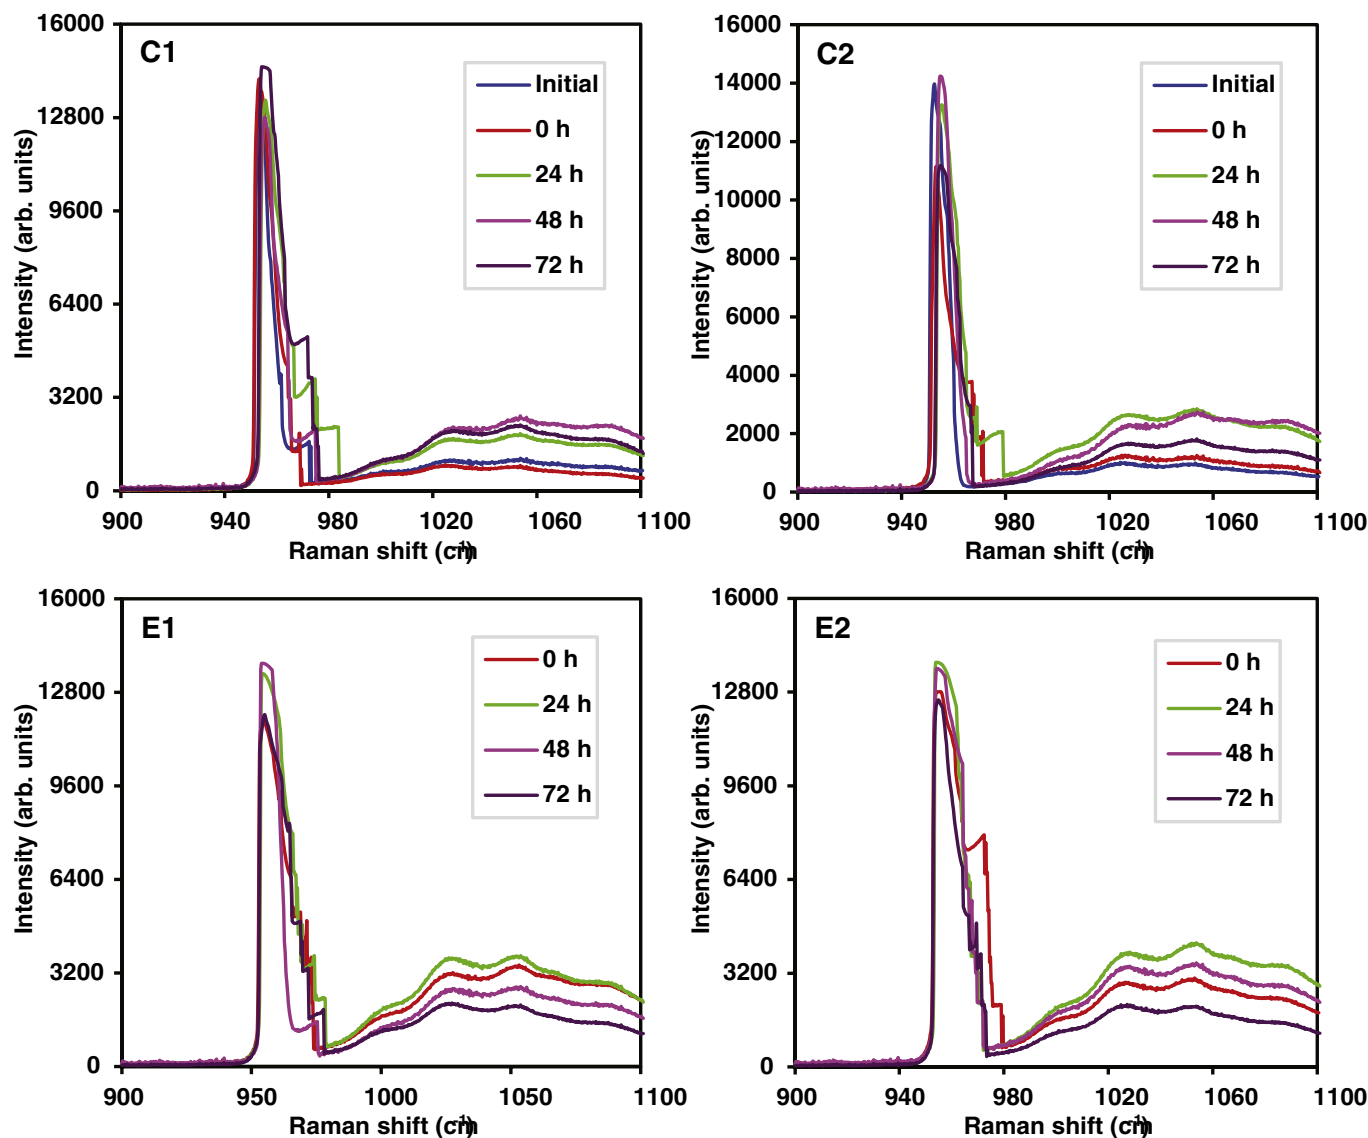 C1
Initial
0 h
24 h
48 h
72 h
Intensity (arb. units)
16000
12800
9600
6400
3200
0
900 940 980 1020 1060 1100
Raman shift (cm-1)
C2
Initial
0 h
24 h
48 h
72 h
Intensity (arb. units)
16000
14000
12000
10000
8000
6000
4000
2000
0
900 940 980 1020 1060 1100
Raman shift (cm-1)
E1
0 h
24 h
48 h
72 h
Intensity (arb. units)
16000
12800
9600
6400
3200
0
900 950 1000 1050 1100
Raman shift (cm-1)
E2
0 h
24 h
48 h
72 h
Intensity (arb. units)
16000
12800
9600
6400
3200
0
900 940 980 1020 1060 1100
Raman shift (cm-1)